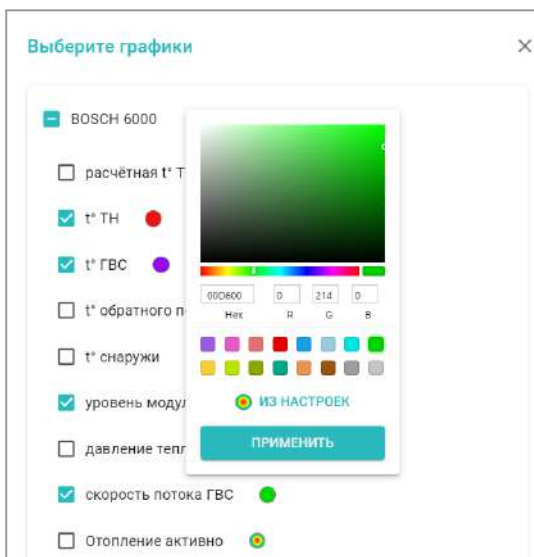 Выберите графики
BOSCH 6000
расчётная t° Т
t° ТН
t° ГВС
t° обратного п
t° снаружи
уровень модул
давление тепл
скорость потока ГВС
Отопление активно
00D600 0 214 0
Hex R G B
ИЗ НАСТРОЕК
ПРИМЕНИТЬ